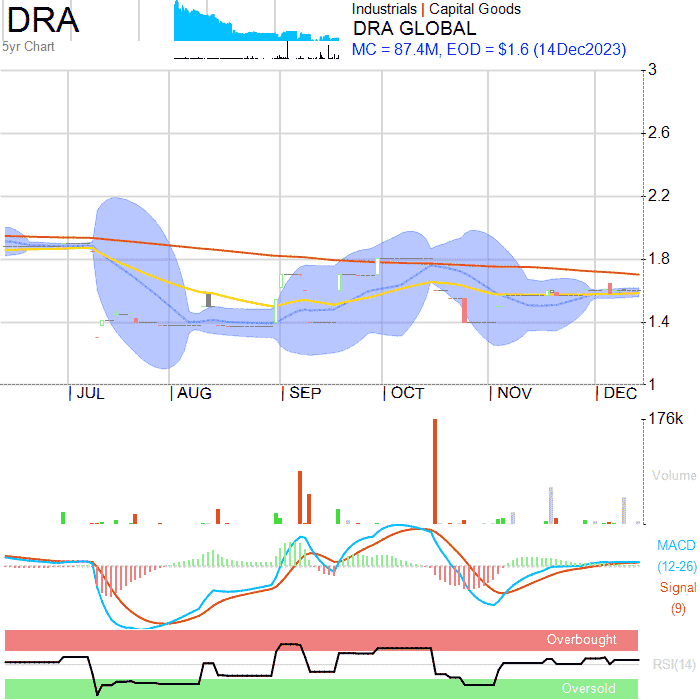 DRA
5yr Chart
Industrials | Capital Goods
DRA GLOBAL
MC = 87.4M, EOD = $1.6 (14Dec2023)
3
2.6
2.2
1.8
1.4
1
JUL
AUG
SEP
OCT
NOV
DEC
176k
Volume
MACD
(12-26)
Signal
(9)
Overbought
RSI(14)
Oversold